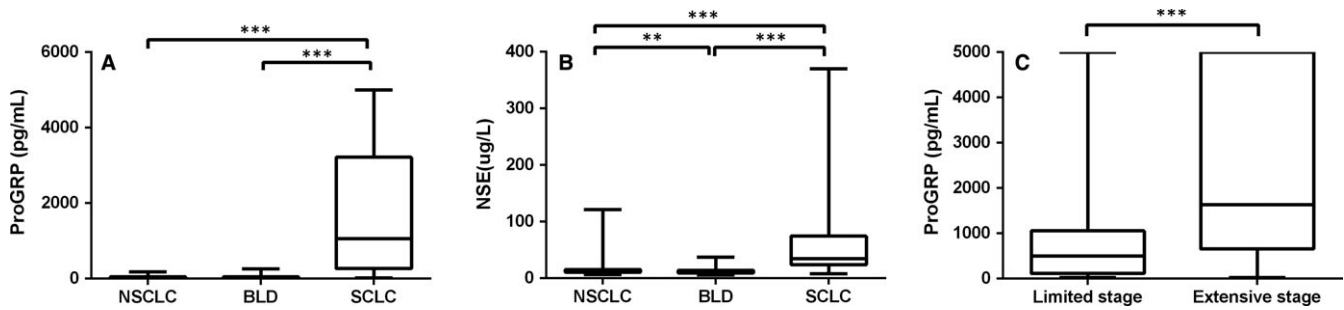 A
ProGRP (pg/mL)
6000
4000
2000
0
***
***
NSCLC BLD SCLC
B
NSE(ug/L)
400
300
200
100
0
***
** ***
NSCLC BLD SCLC
C
ProGRP (pg/mL)
5000
4000
3000
2000
1000
0
***
Limited stage Extensive stage